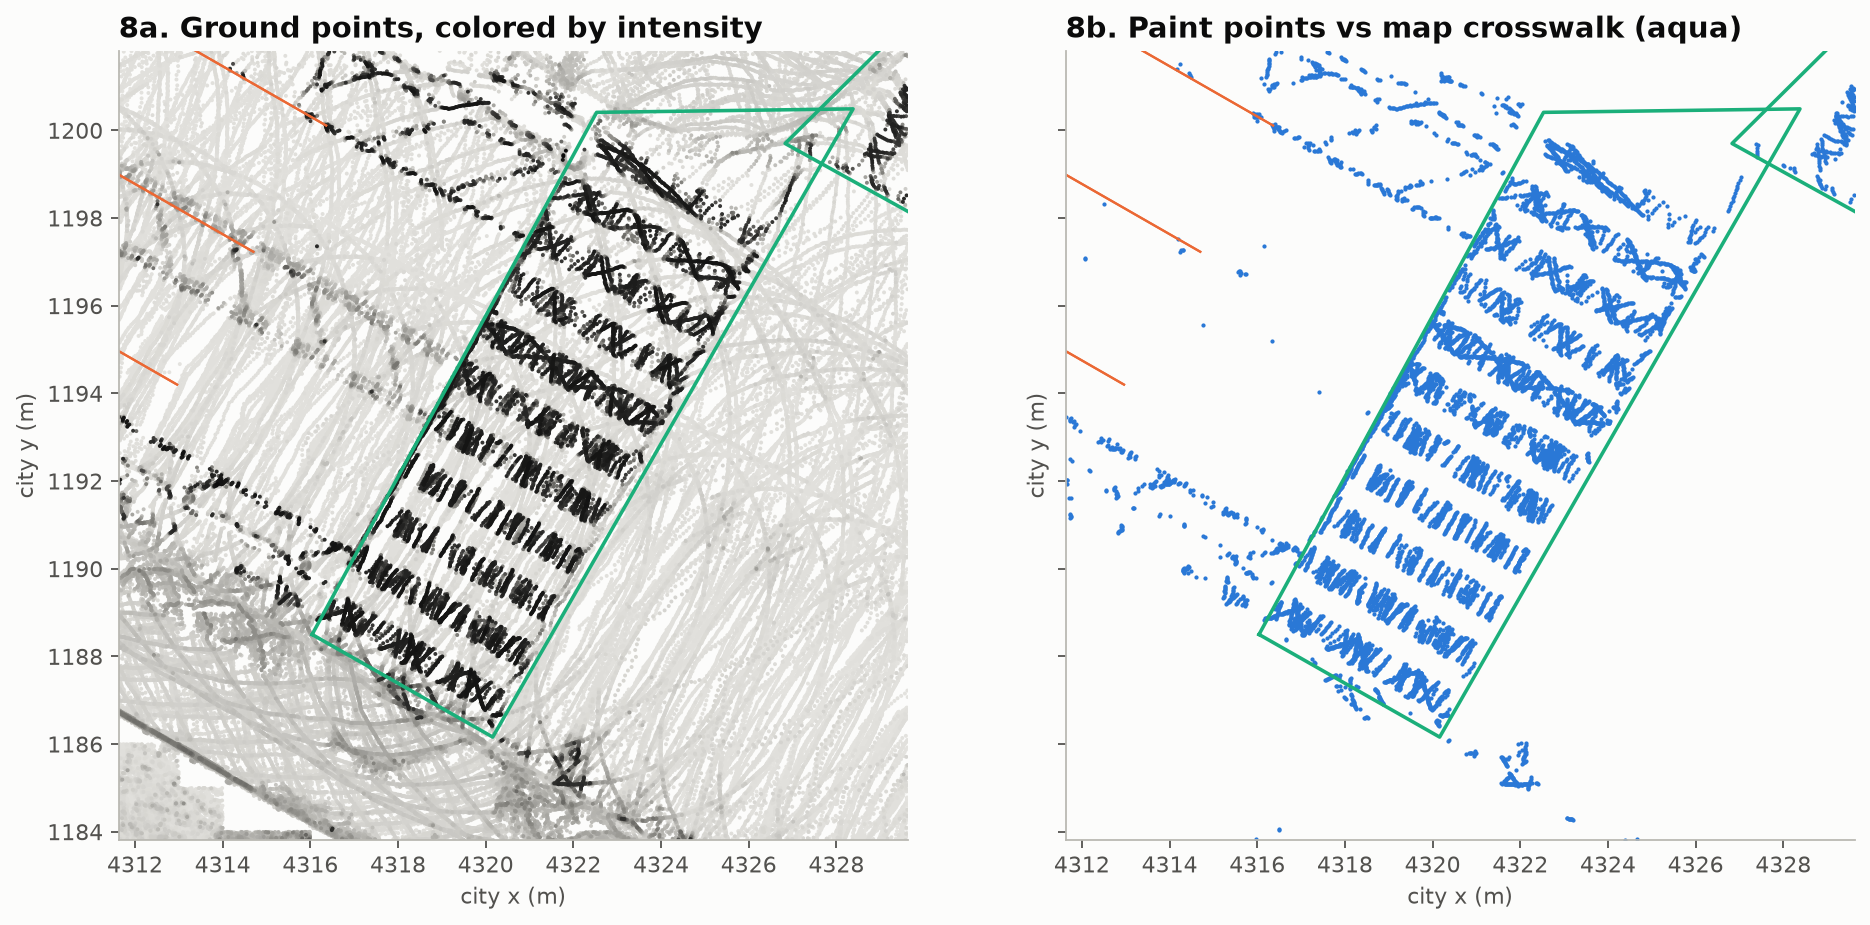 8a. Ground points, colored by intensity
8b. Paint points vs map crosswalk (aqua)
city y (m)
1200
1198
1196
1194
1192
1190
1188
1186
1184
4312 4314 4316 4318 4320 4322 4324 4326 4328
city x (m)
city y (m)
4312 4314 4316 4318 4320 4322 4324 4326 4328
city x (m)